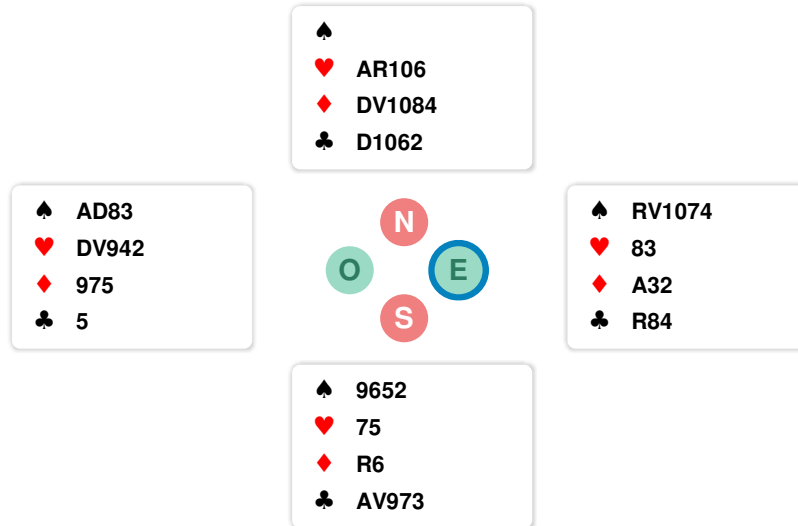 ♠
♥ AR106
♦ DV1084
♣ D1062
♠ AD83
♥ DV942
♦ 975
♣ 5
N
O
E
S
♠ RV1074
♥ 83
♦ A32
♣ R84
♠ 9652
♥ 75
♦ R6
♣ AV973